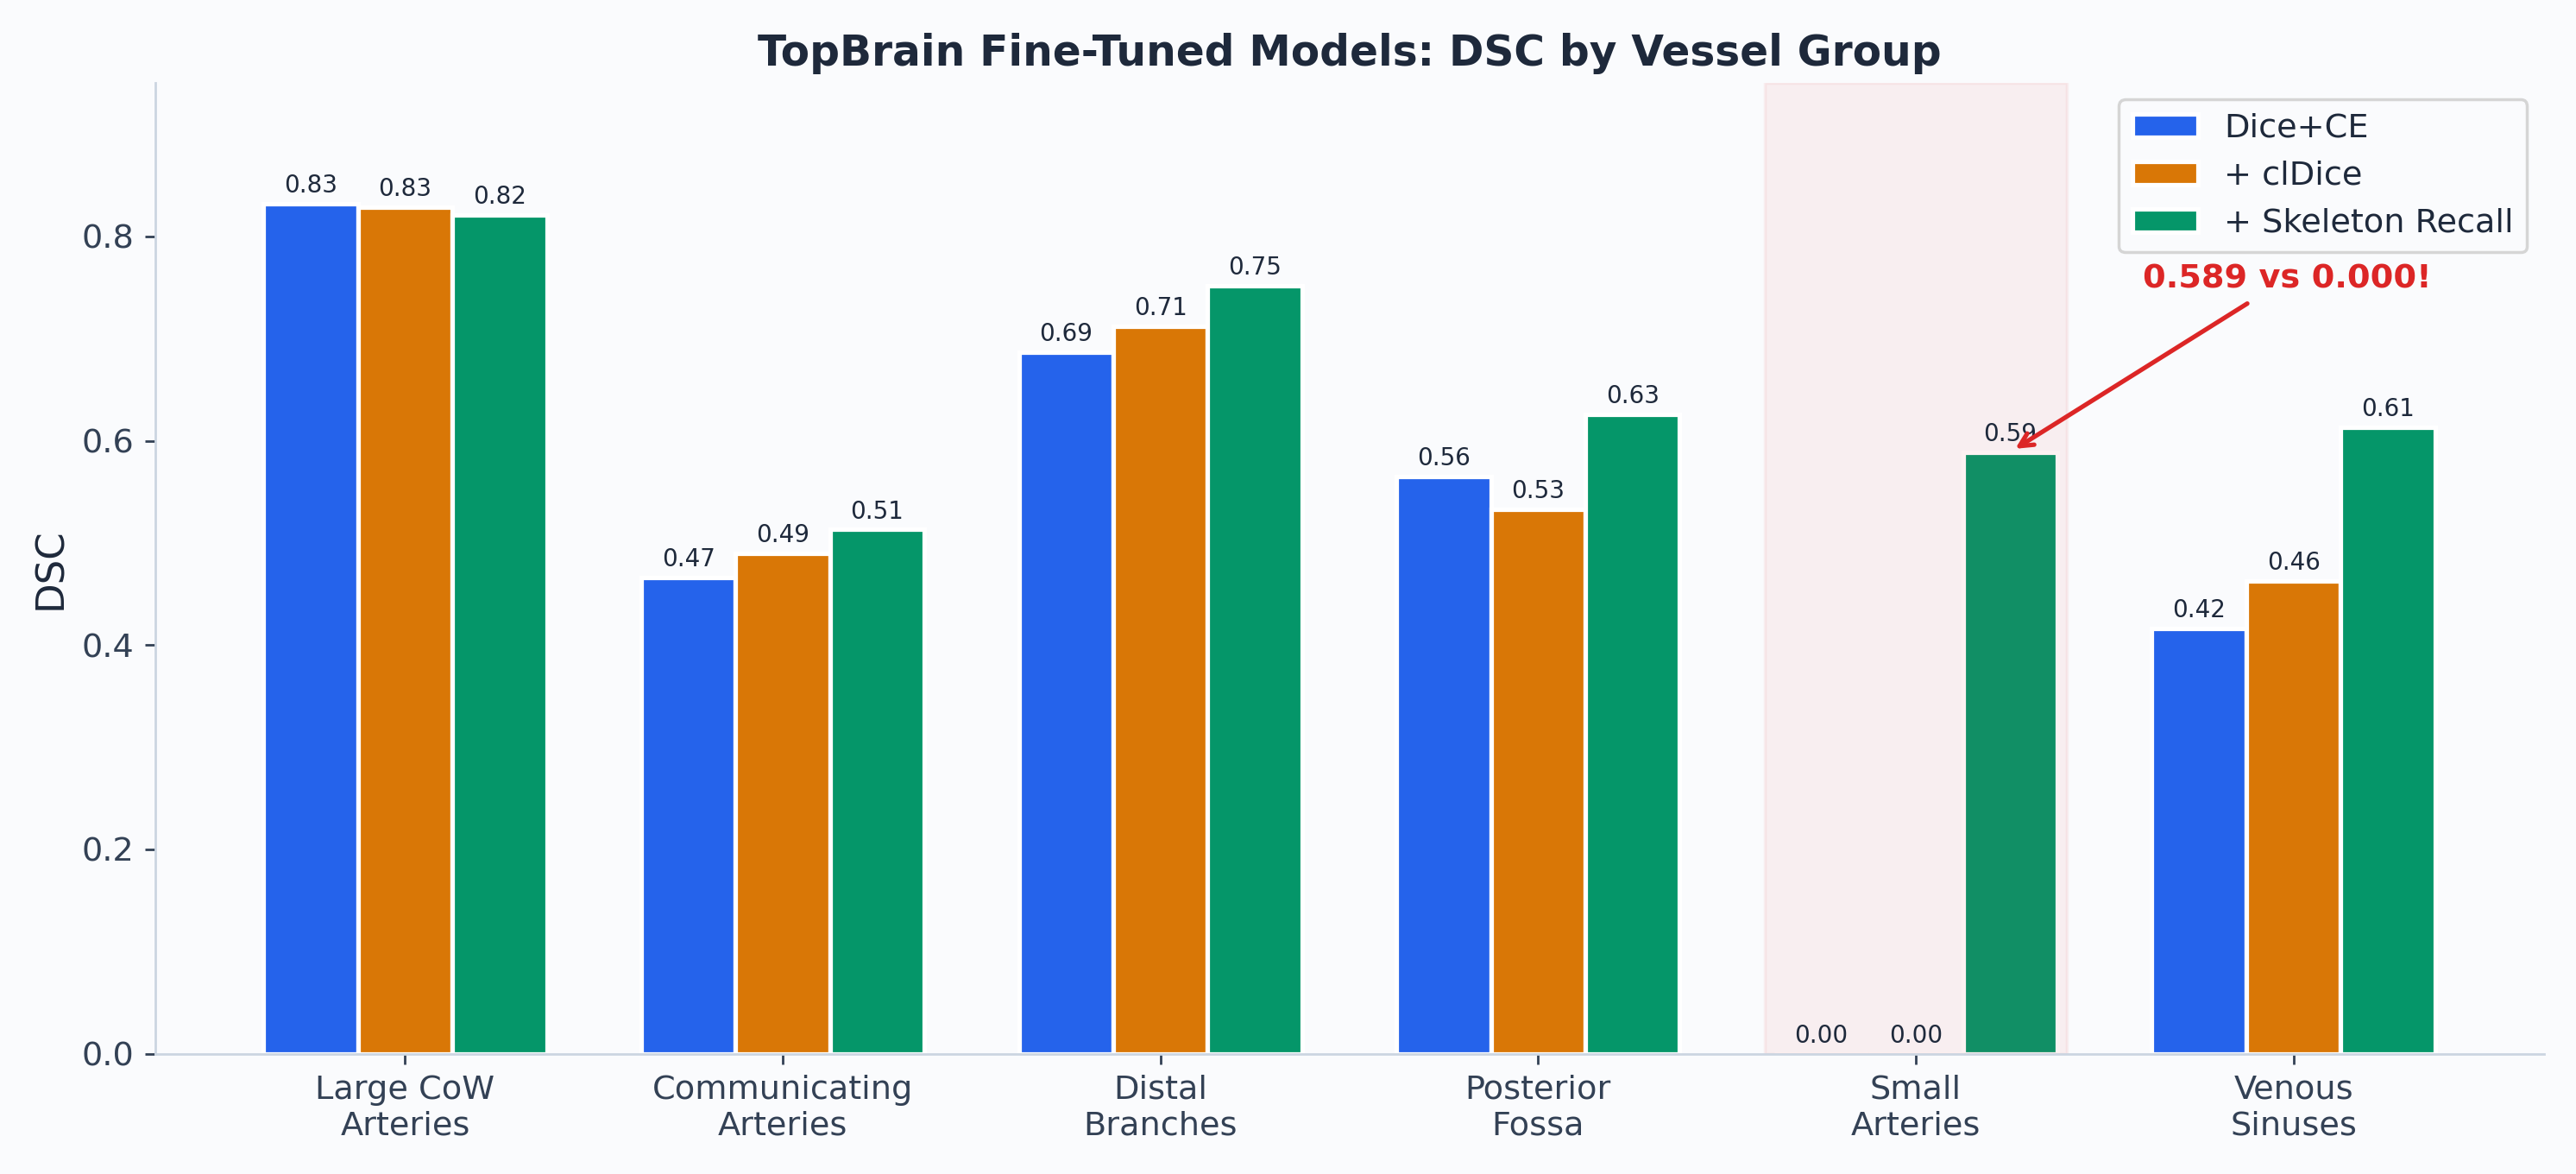 TopBrain Fine-Tuned Models: DSC by Vessel Group
Dice+CE
+ clDice
+ Skeleton Recall
0.589 vs 0.000!
DSC
0.8
0.6
0.4
0.2
0.0
0.83
0.83
0.82
0.47
0.49
0.51
0.69
0.71
0.75
0.56
0.53
0.63
0.00
0.00
0.59
0.42
0.46
0.61
Large CoW
Arteries
Communicating
Arteries
Distal
Branches
Posterior
Fossa
Small
Arteries
Venous
Sinuses